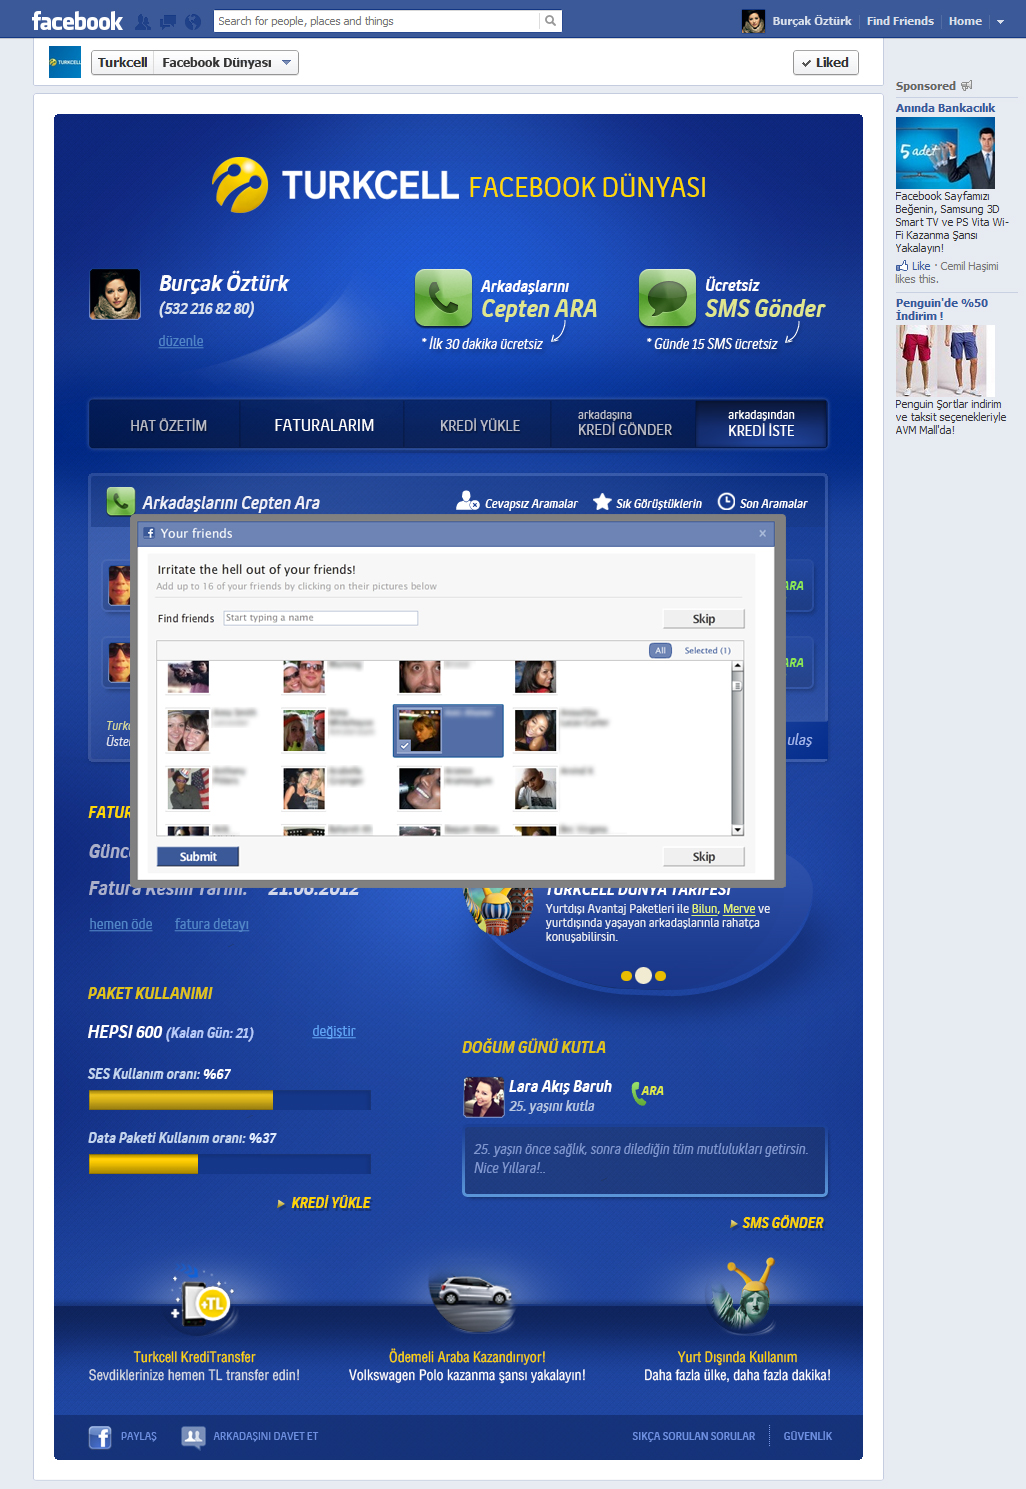 facebook
Search for people, places and things
Burçak Öztürk
Find Friends
Home
TURKCELL
Turkcell
Facebook Dünyası
Liked
Sponsored
Anında Bankacılık
5 adet
Facebook Sayfamızı
Beğenin, Samsung 3D
Smart TV ve PS Vita Wi-
Fi Kazanma Şansı
Yakalayın!
Like · Cemil Haşimi
likes this.
Penguin'de %50
İndirim !
Penguin Şortlar indirim
ve taksit seçenekleriyle
AVM Mall'da!
TURKCELL FACEBOOK DÜNYASI
Burçak Öztürk
(532 216 82 80)
düzenle
Arkadaşlarını
Cepten ARA
* İlk 30 dakika ücretsiz
Ücretsiz
SMS Gönder
* Günde 15 SMS ücretsiz
HAT ÖZETİM
FATURALARIM
KREDİ YÜKLE
arkadaşına
KREDİ GÖNDER
arkadaşından
KREDİ İSTE
Arkadaşlarını Cepten Ara
Cevapsız Aramalar
Sık Görüştüklerin
Son Aramalar
Your friends
x
Irritate the hell out of your friends!
Add up to 16 of your friends by clicking on their pictures below
Find friends
Start typing a name
Skip
All
Selected (1)
Submit
Skip
ARA
ARA
Turk
Üste
ulaş
FATUR
Günc
Fatura Kesim Tarihi:
21.06.2012
hemen öde
fatura detayı
TURKCELL DÜNYA TARİFESİ
Yurtdışı Avantaj Paketleri ile Bilun, Merve ve
yurtdışında yaşayan arkadaşlarınla rahatça
konuşabilirsin.
PAKET KULLANIMI
HEPSI 600 (Kalan Gün: 21)
değiştir
SES Kullanım oranı: %67
Data Paketi Kullanım oranı: %37
KREDİ YÜKLE
DOĞUM GÜNÜ KUTLA
Lara Akış Baruh
25. yaşını kutla
ARA
25. yaşın önce sağlık, sonra dilediğin tüm mutlulukları getirsin.
Nice Yıllara!..
SMS GÖNDER
+TL
Turkcell KrediTransfer
Sevdiklerinize hemen TL transfer edin!
Ödemeli Araba Kazandırıyor!
Volkswagen Polo kazanma şansı yakalayın!
Yurt Dışında Kullanım
Daha fazla ülke, daha fazla dakika!
PAYLAŞ
ARKADAŞINI DAVET ET
SIKÇA SORULAN SORULAR
GÜVENLİK